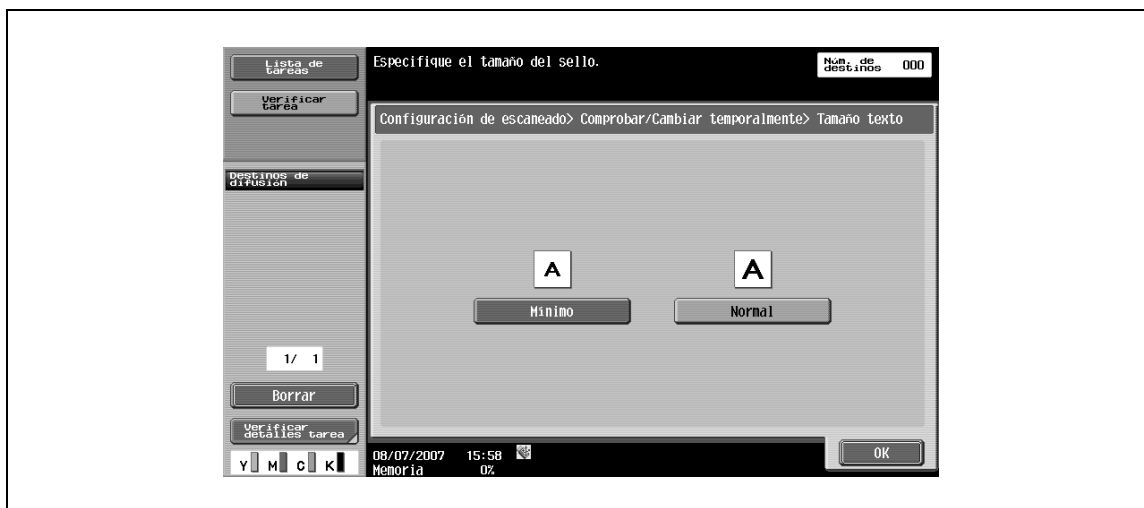 Lista de
tareas
Verificar
tarea
Destinos de
difusión
1/ 1
Borrar
Verificar
detalles tarea
Y M C K
Especifique el tamaño del sello.
Núm. de
destinos 000
Configuración de escaneado> Comprobar/Cambiar temporalmente> Tamaño texto
A A
Mínimo Normal
08/07/2007 15:58
Memoria 0%
OK